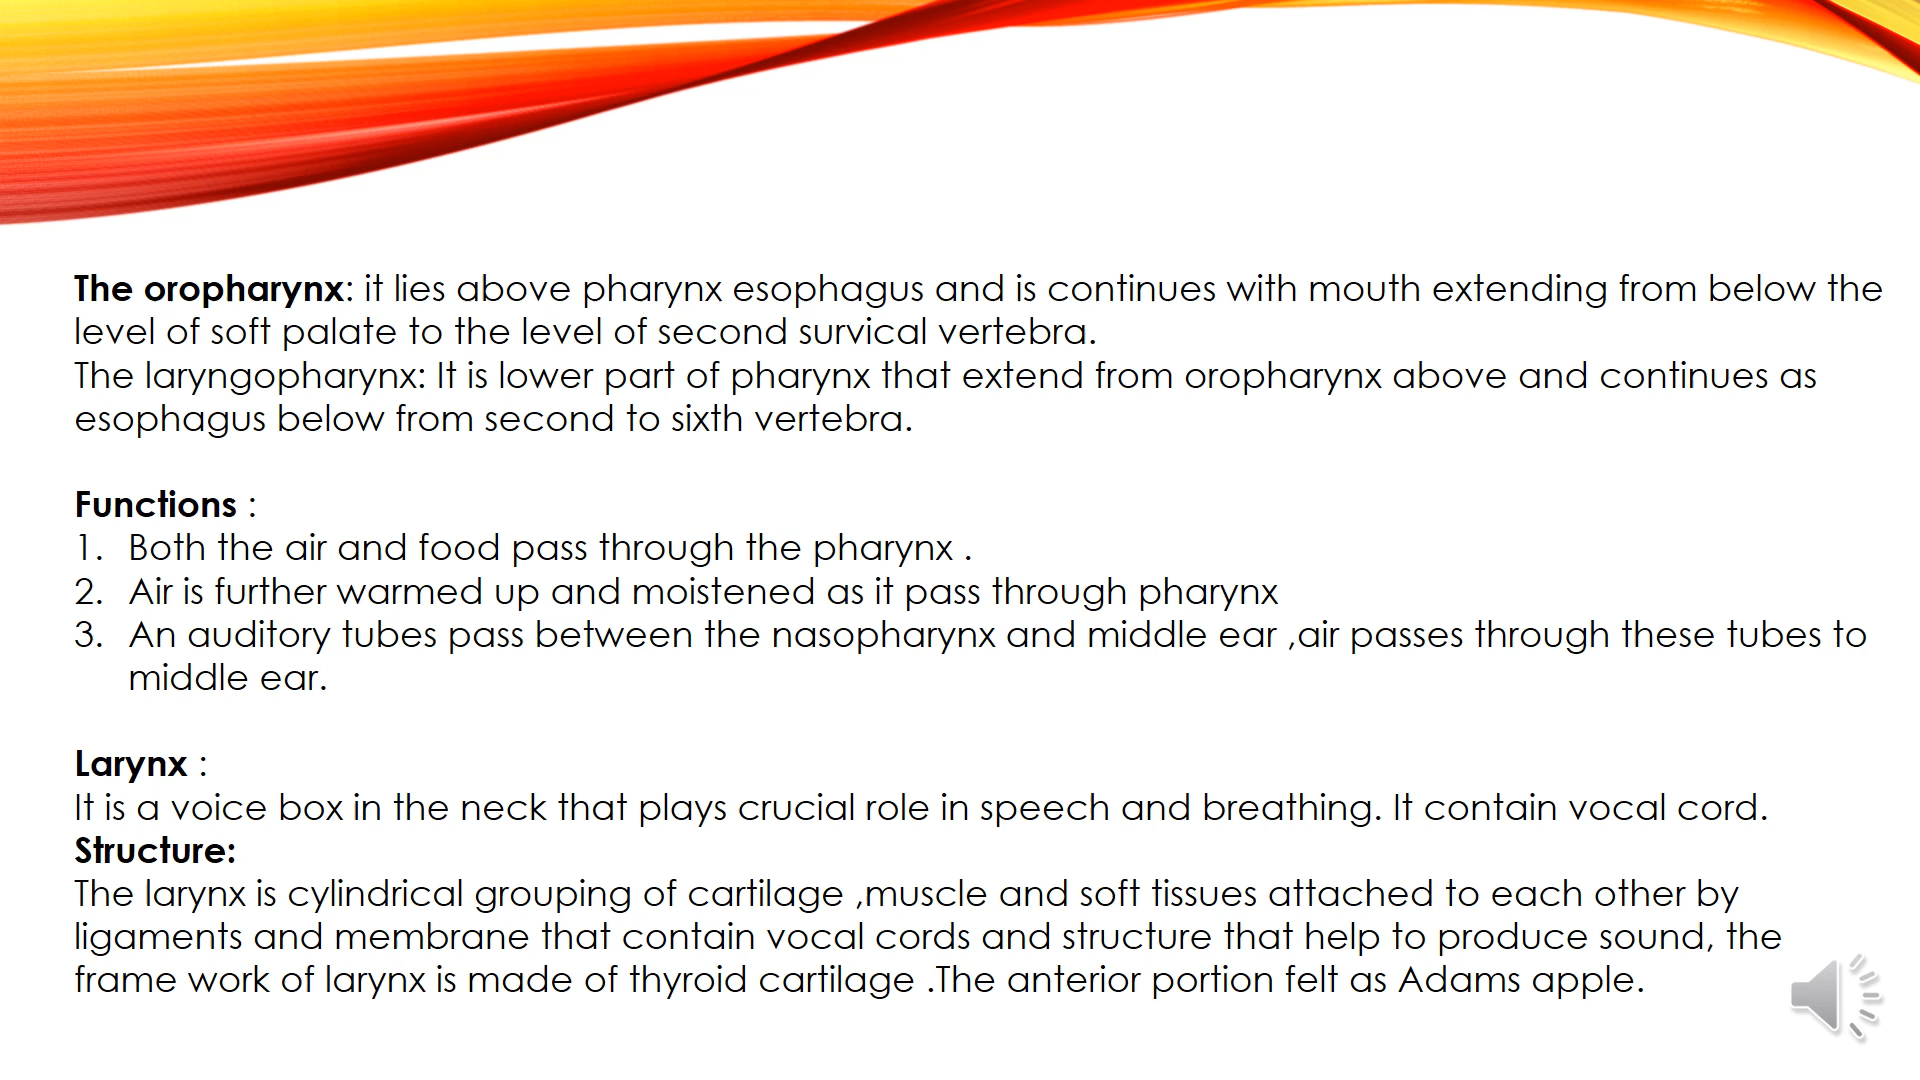 The oropharynx: it lies above pharynx esophagus and is continues with mouth extending from below the
level of soft palate to the level of second survical vertebra.
The laryngopharynx: It is lower part of pharynx that extend from oropharynx above and continues as
esophagus below from second to sixth vertebra.
Functions :
1. Both the air and food pass through the pharynx .
2. Air is further warmed up and moistened as it pass through pharynx
3. An auditory tubes pass between the nasopharynx and middle ear ,air passes through these tubes to
middle ear.
Larynx :
It is a voice box in the neck that plays crucial role in speech and breathing. It contain vocal cord.
Structure:
The larynx is cylindrical grouping of cartilage ,muscle and soft tissues attached to each other by
ligaments and membrane that contain vocal cords and structure that help to produce sound, the
frame work of larynx is made of thyroid cartilage .The anterior portion felt as Adams apple.